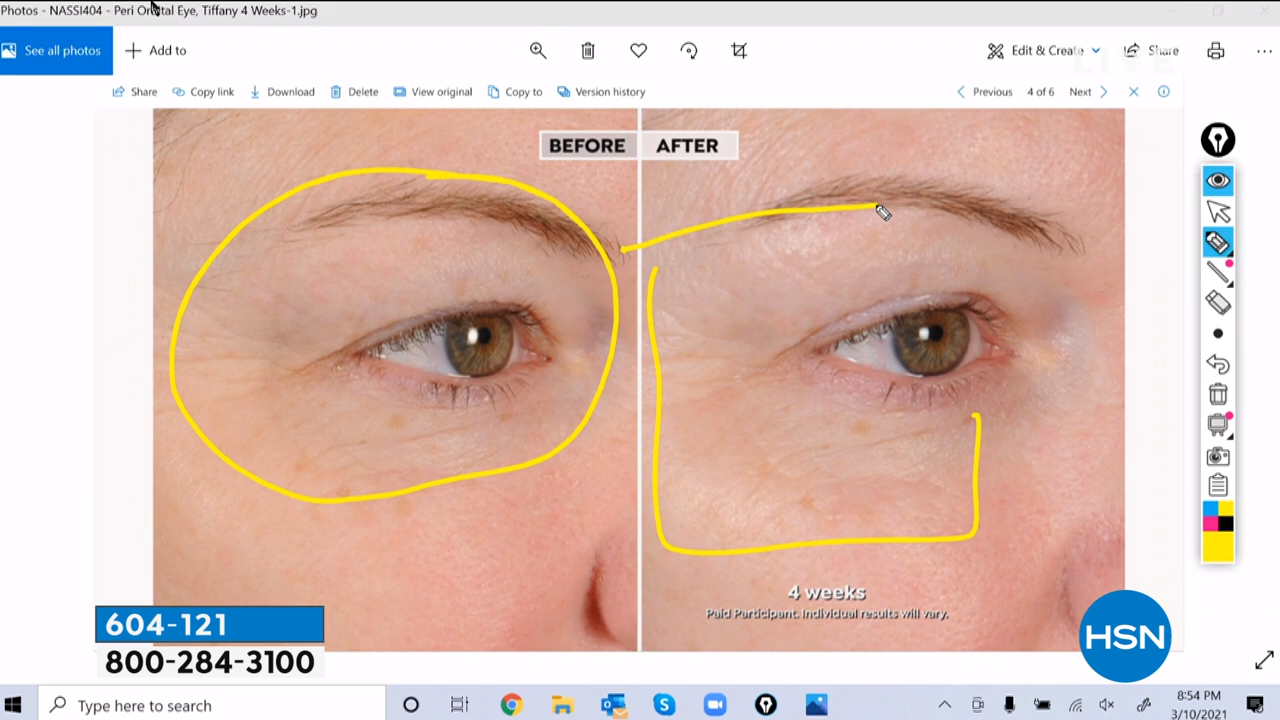 Photos - NASSI404 - Peri Orbital Eye, Tiffany 4 Weeks-1.jpg
See all photos
Add to
Edit & Create
Share
LIVE
Share
Copy link
Download
Delete
View original
Copy to
Version history
Previous
4 of 6
Next
BEFORE
AFTER
4 weeks
Paid Participant. Individual results will vary.
604-121
800-284-3100
HSN
Type here to search
8:54 PM
3/10/2021